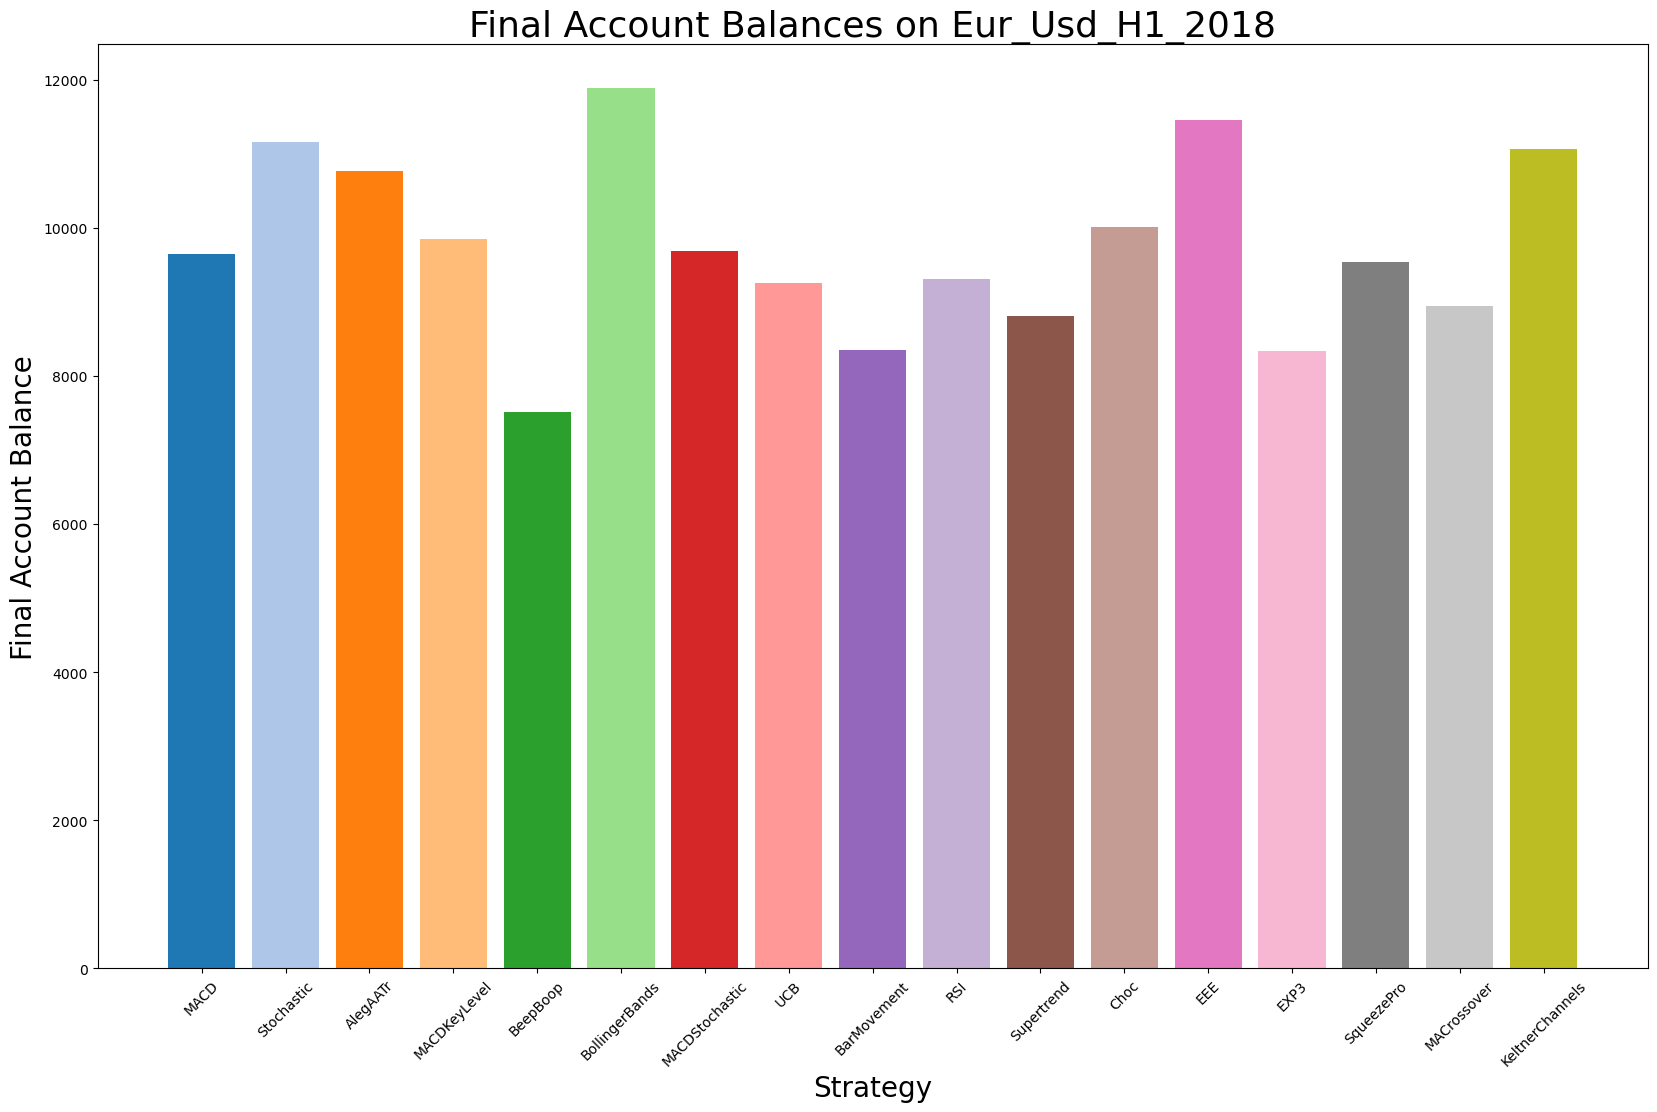 Final Account Balances on Eur_Usd_H1_2018
Final Account Balance
12000
10000
8000
6000
4000
2000
0
MACD
Stochastic
AlegAATr
MACDKeyLevel
BeepBoop
BollingerBands
MACDStochastic
UCB
BarMovement
RSI
Supertrend
Choc
EEE
EXP3
SqueezePro
MACrossover
KeltnerChannels
Strategy